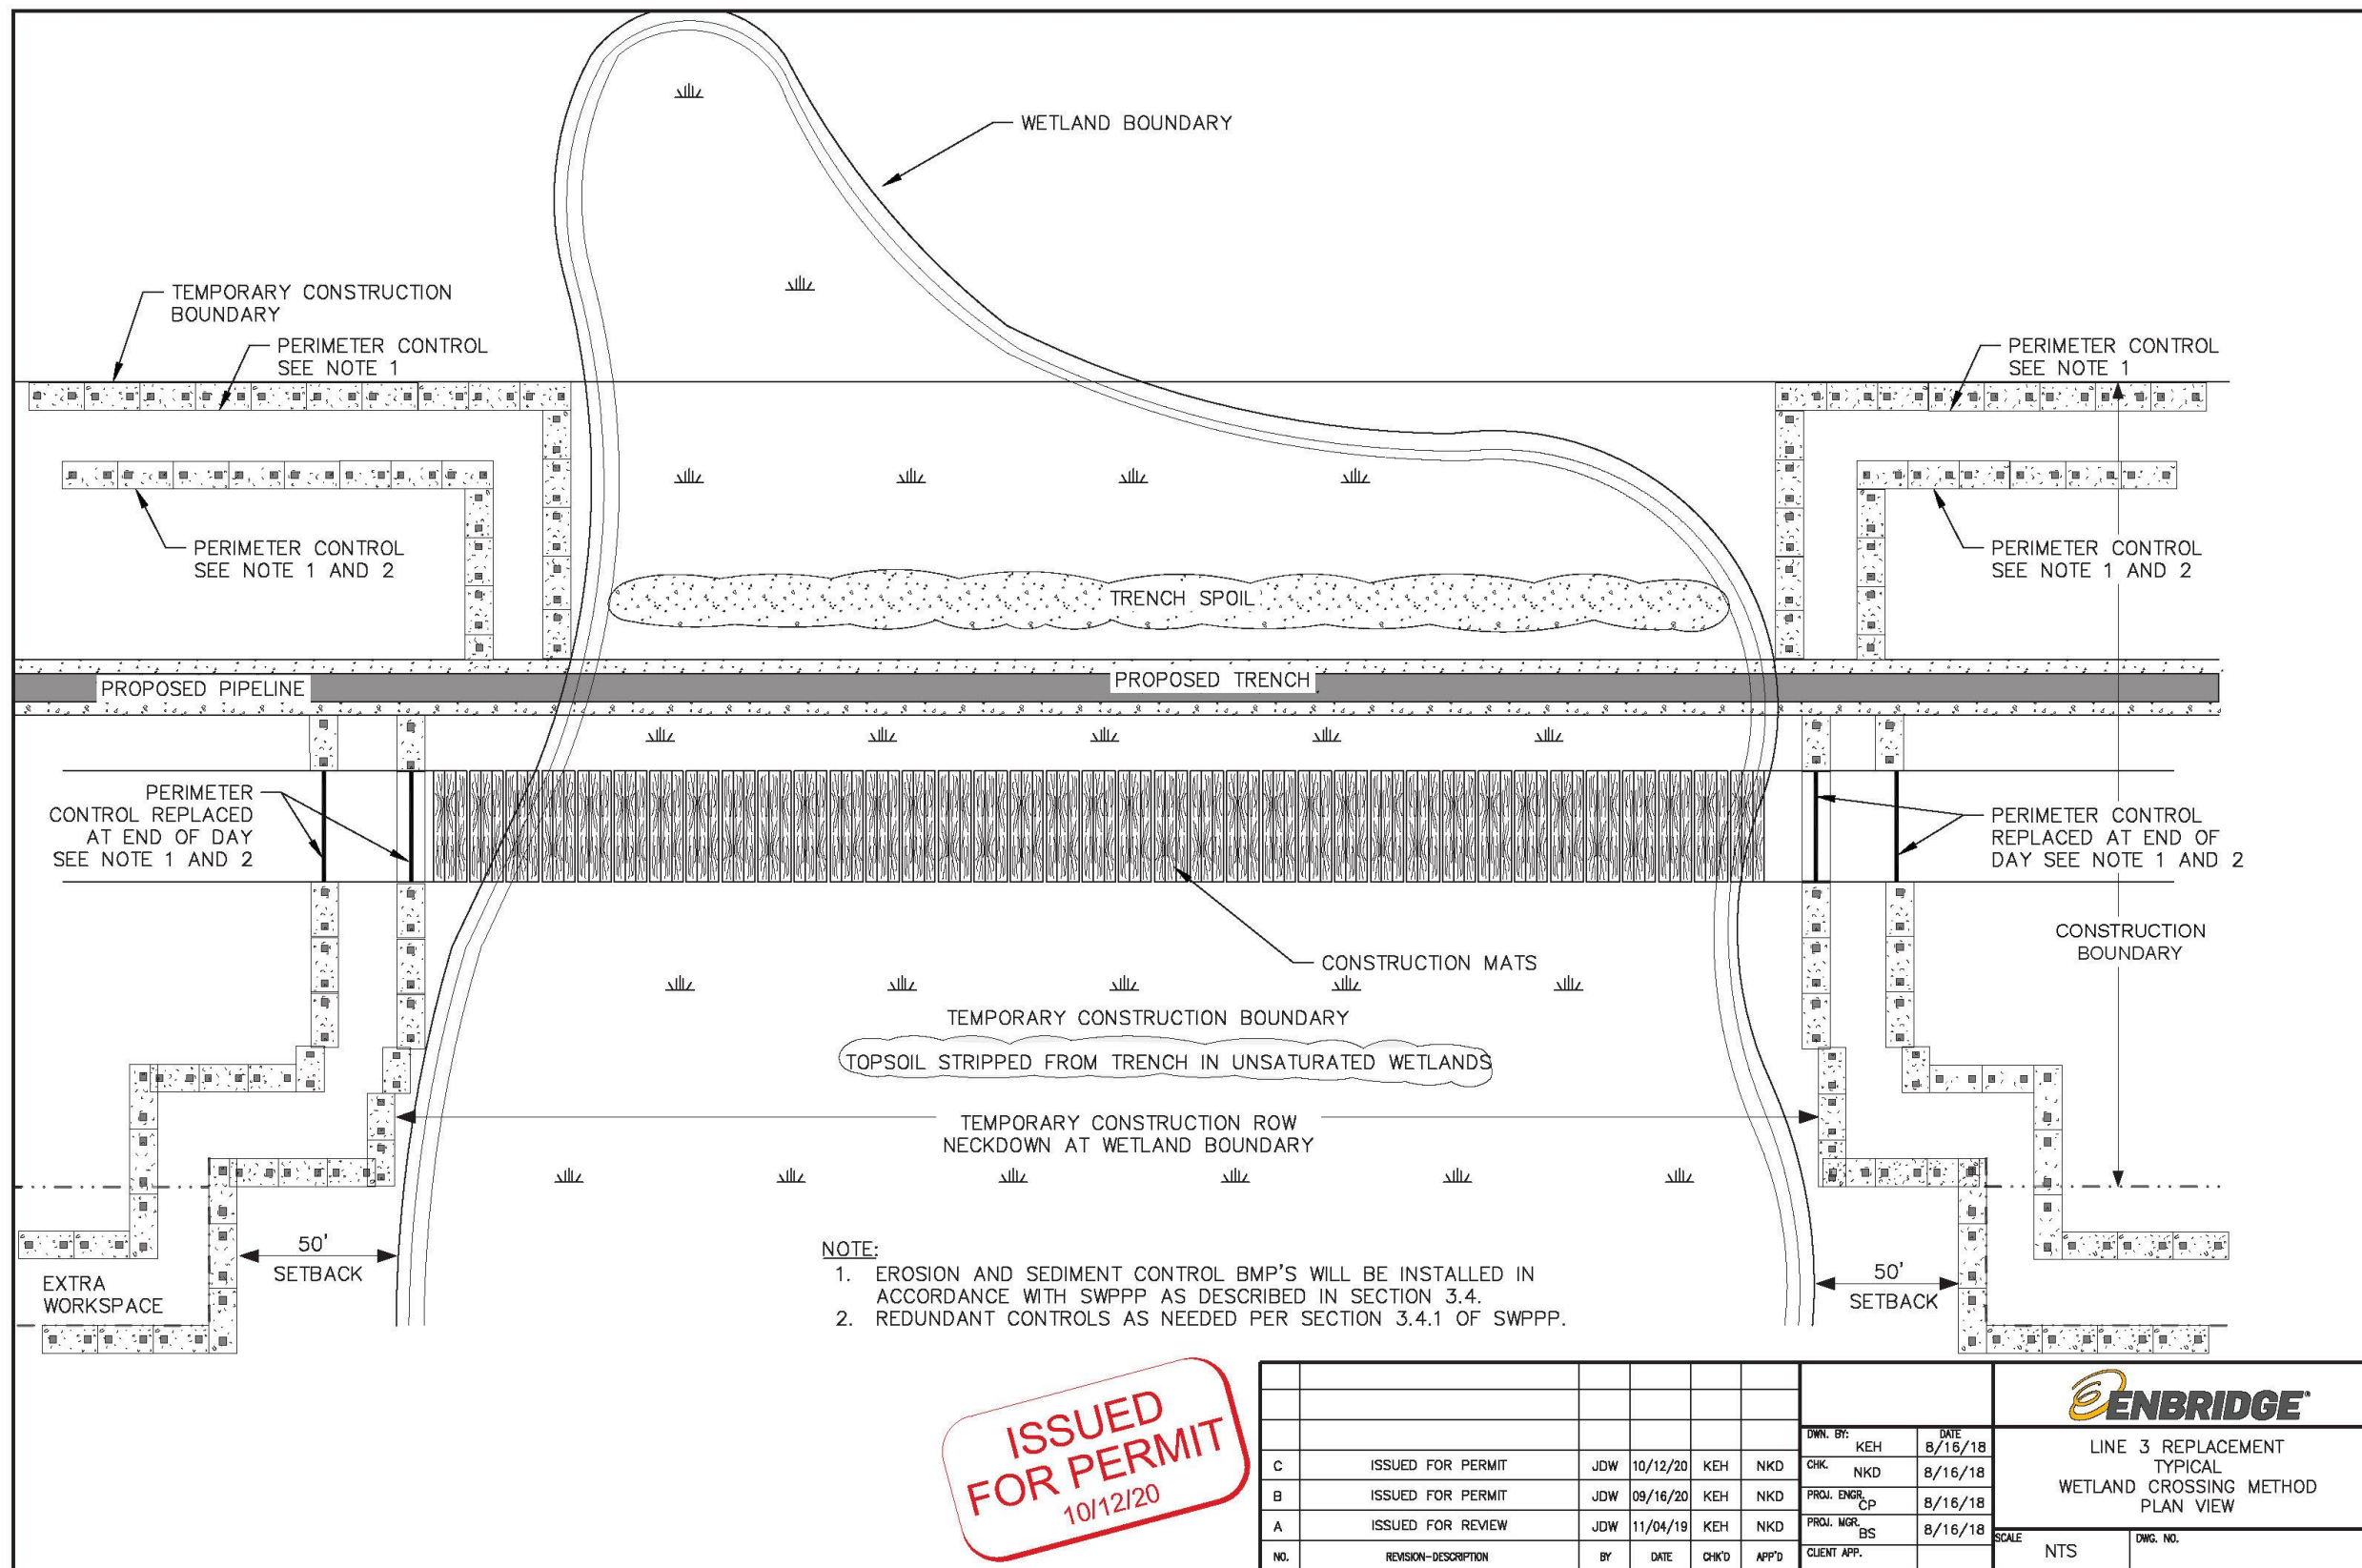 WETLAND BOUNDARY
TEMPORARY CONSTRUCTION
BOUNDARY
PERIMETER CONTROL
SEE NOTE 1
PERIMETER CONTROL
SEE NOTE 1
PERIMETER CONTROL
SEE NOTE 1 AND 2
PERIMETER CONTROL
SEE NOTE 1 AND 2
TRENCH SPOIL
PROPOSED PIPELINE
PROPOSED TRENCH
PERIMETER
CONTROL REPLACED
AT END OF DAY
SEE NOTE 1 AND 2
PERIMETER CONTROL
REPLACED AT END OF
DAY SEE NOTE 1 AND 2
CONSTRUCTION
BOUNDARY
CONSTRUCTION MATS
TEMPORARY CONSTRUCTION BOUNDARY
TOPSOIL STRIPPED FROM TRENCH IN UNSATURATED WETLANDS
TEMPORARY CONSTRUCTION ROW
NECKDOWN AT WETLAND BOUNDARY
50'
SETBACK
EXTRA
WORKSPACE
50'
SETBACK
NOTE:
1. EROSION AND SEDIMENT CONTROL BMP'S WILL BE INSTALLED IN
ACCORDANCE WITH SWPPP AS DESCRIBED IN SECTION 3.4.
2. REDUNDANT CONTROLS AS NEEDED PER SECTION 3.4.1 OF SWPPP.
ISSUED
FOR PERMIT
10/12/20
C ISSUED FOR PERMIT JDW 10/12/20 KEH NKD
B ISSUED FOR PERMIT JDW 09/16/20 KEH NKD
A ISSUED FOR REVIEW JDW 11/04/19 KEH NKD
NO. REVISION-DESCRIPTION BY DATE CHK'D APP'D
DWN. BY: KEH DATE 8/16/18
CHK. NKD 8/16/18
PROJ. ENGR. CP 8/16/18
PROJ. MGR. BS 8/16/18
CLIENT APP.
ENBRIDGE®
LINE 3 REPLACEMENT
TYPICAL
WETLAND CROSSING METHOD
PLAN VIEW
SCALE NTS
DWG. NO.